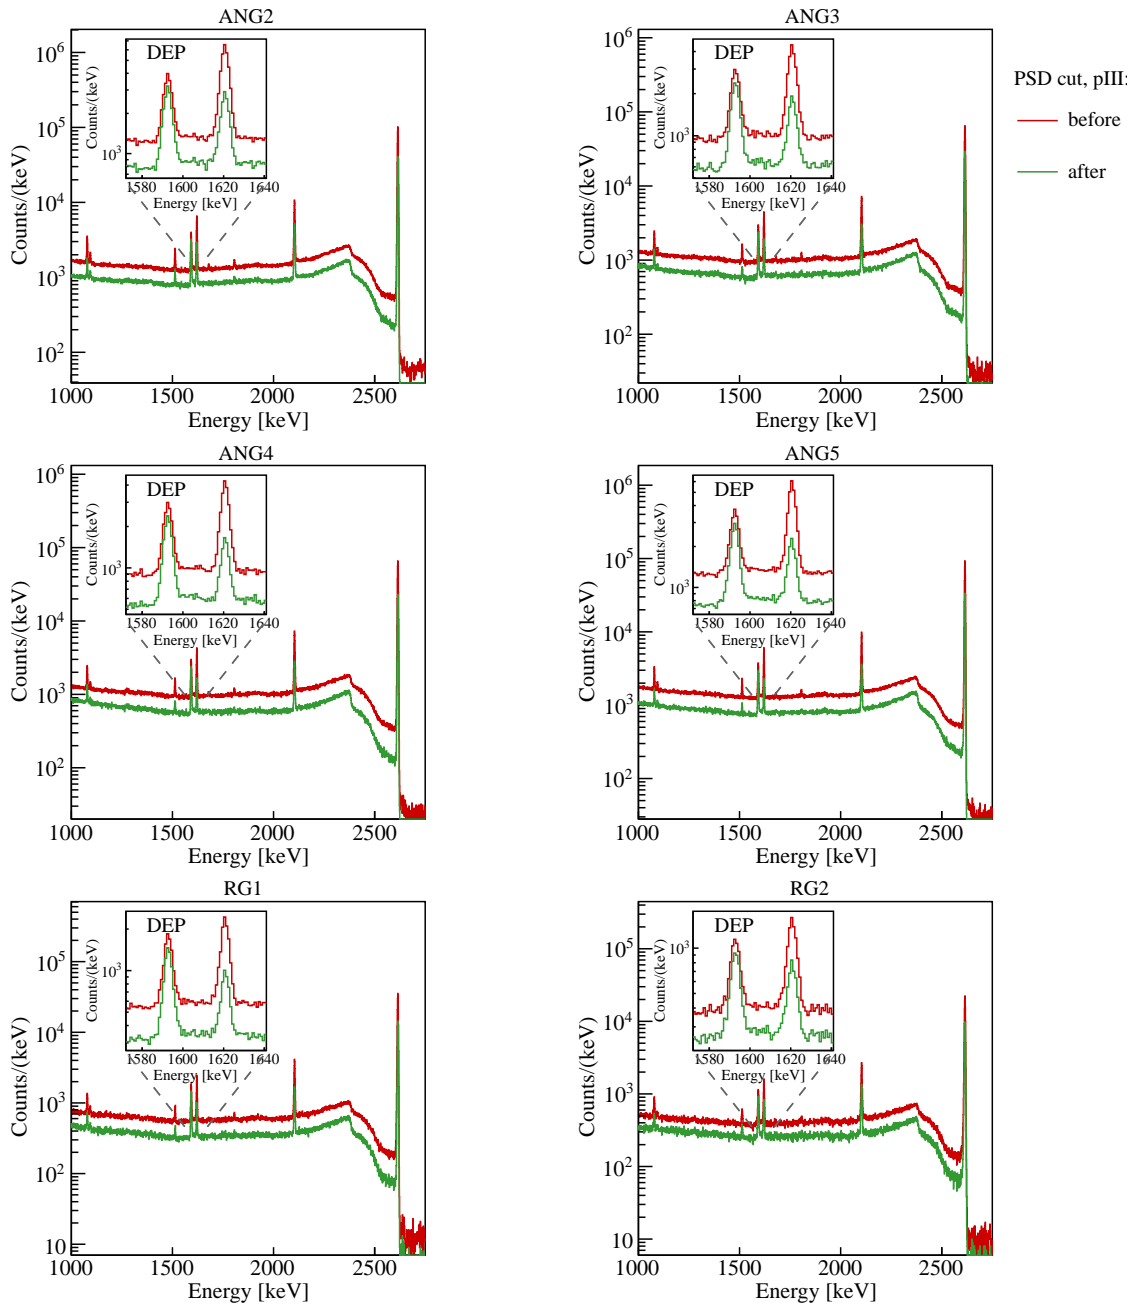 ANG2
10^6
10^5
10^4
10^3
10^2
1000 1500 2000 2500
Energy [keV]
Counts/(keV)
DEP
10^3
1580 1600 1620 1640
Energy [keV]
Counts/(keV)
ANG3
10^6
10^5
10^4
10^3
10^2
1000 1500 2000 2500
Energy [keV]
Counts/(keV)
DEP
10^3
1580 1600 1620 1640
Energy [keV]
Counts/(keV)
PSD cut, pIII:
before
after
ANG4
10^6
10^5
10^4
10^3
10^2
1000 1500 2000 2500
Energy [keV]
Counts/(keV)
DEP
10^3
1580 1600 1620 1640
Energy [keV]
Counts/(keV)
ANG5
10^6
10^5
10^4
10^3
10^2
1000 1500 2000 2500
Energy [keV]
Counts/(keV)
DEP
10^3
1580 1600 1620 1640
Energy [keV]
Counts/(keV)
RG1
10^5
10^4
10^3
10^2
10
1000 1500 2000 2500
Energy [keV]
Counts/(keV)
DEP
10^3
1580 1600 1620 1640
Energy [keV]
Counts/(keV)
RG2
10^5
10^4
10^3
10^2
10
1000 1500 2000 2500
Energy [keV]
Counts/(keV)
DEP
10^3
1580 1600 1620 1640
Energy [keV]
Counts/(keV)